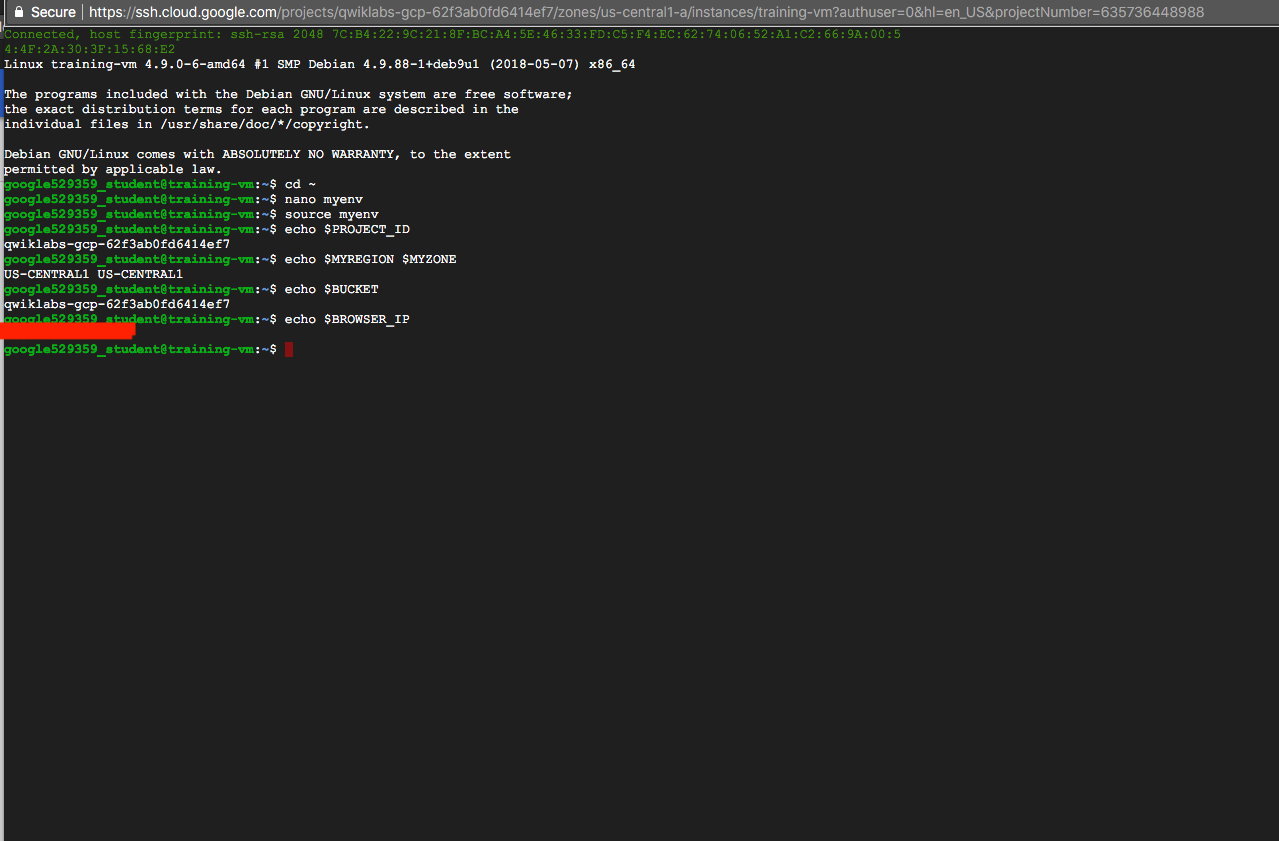 Secure | https://ssh.cloud.google.com/projects/qwiklabs-gcp-62f3ab0fd6414ef7/zones/us-central1-a/instances/training-vm?authuser=0&hl=en_US&projectNumber=635736448988
Connected, host fingerprint: ssh-rsa 2048 7C:B4:22:9C:21:8F:BC:A4:5E:46:33:FD:C5:F4:EC:62:74:06:52:A1:C2:66:9A:00:5
4:4F:2A:30:3F:15:68:E2
Linux training-vm 4.9.0-6-amd64 #1 SMP Debian 4.9.88-1+deb9u1 (2018-05-07) x86_64
The programs included with the Debian GNU/Linux system are free software;
the exact distribution terms for each program are described in the
individual files in /usr/share/doc/*/copyright.
Debian GNU/Linux comes with ABSOLUTELY NO WARRANTY, to the extent
permitted by applicable law.
google529359_student@training-vm:~$ cd ~
google529359_student@training-vm:~$ nano myenv
google529359_student@training-vm:~$ source myenv
google529359_student@training-vm:~$ echo $PROJECT_ID
qwiklabs-gcp-62f3ab0fd6414ef7
google529359_student@training-vm:~$ echo $MYREGION $MYZONE
US-CENTRAL1 US-CENTRAL1
google529359_student@training-vm:~$ echo $BUCKET
qwiklabs-gcp-62f3ab0fd6414ef7
google529359_student@training-vm:~$ echo $BROWSER_IP
google529359_student@training-vm:~$